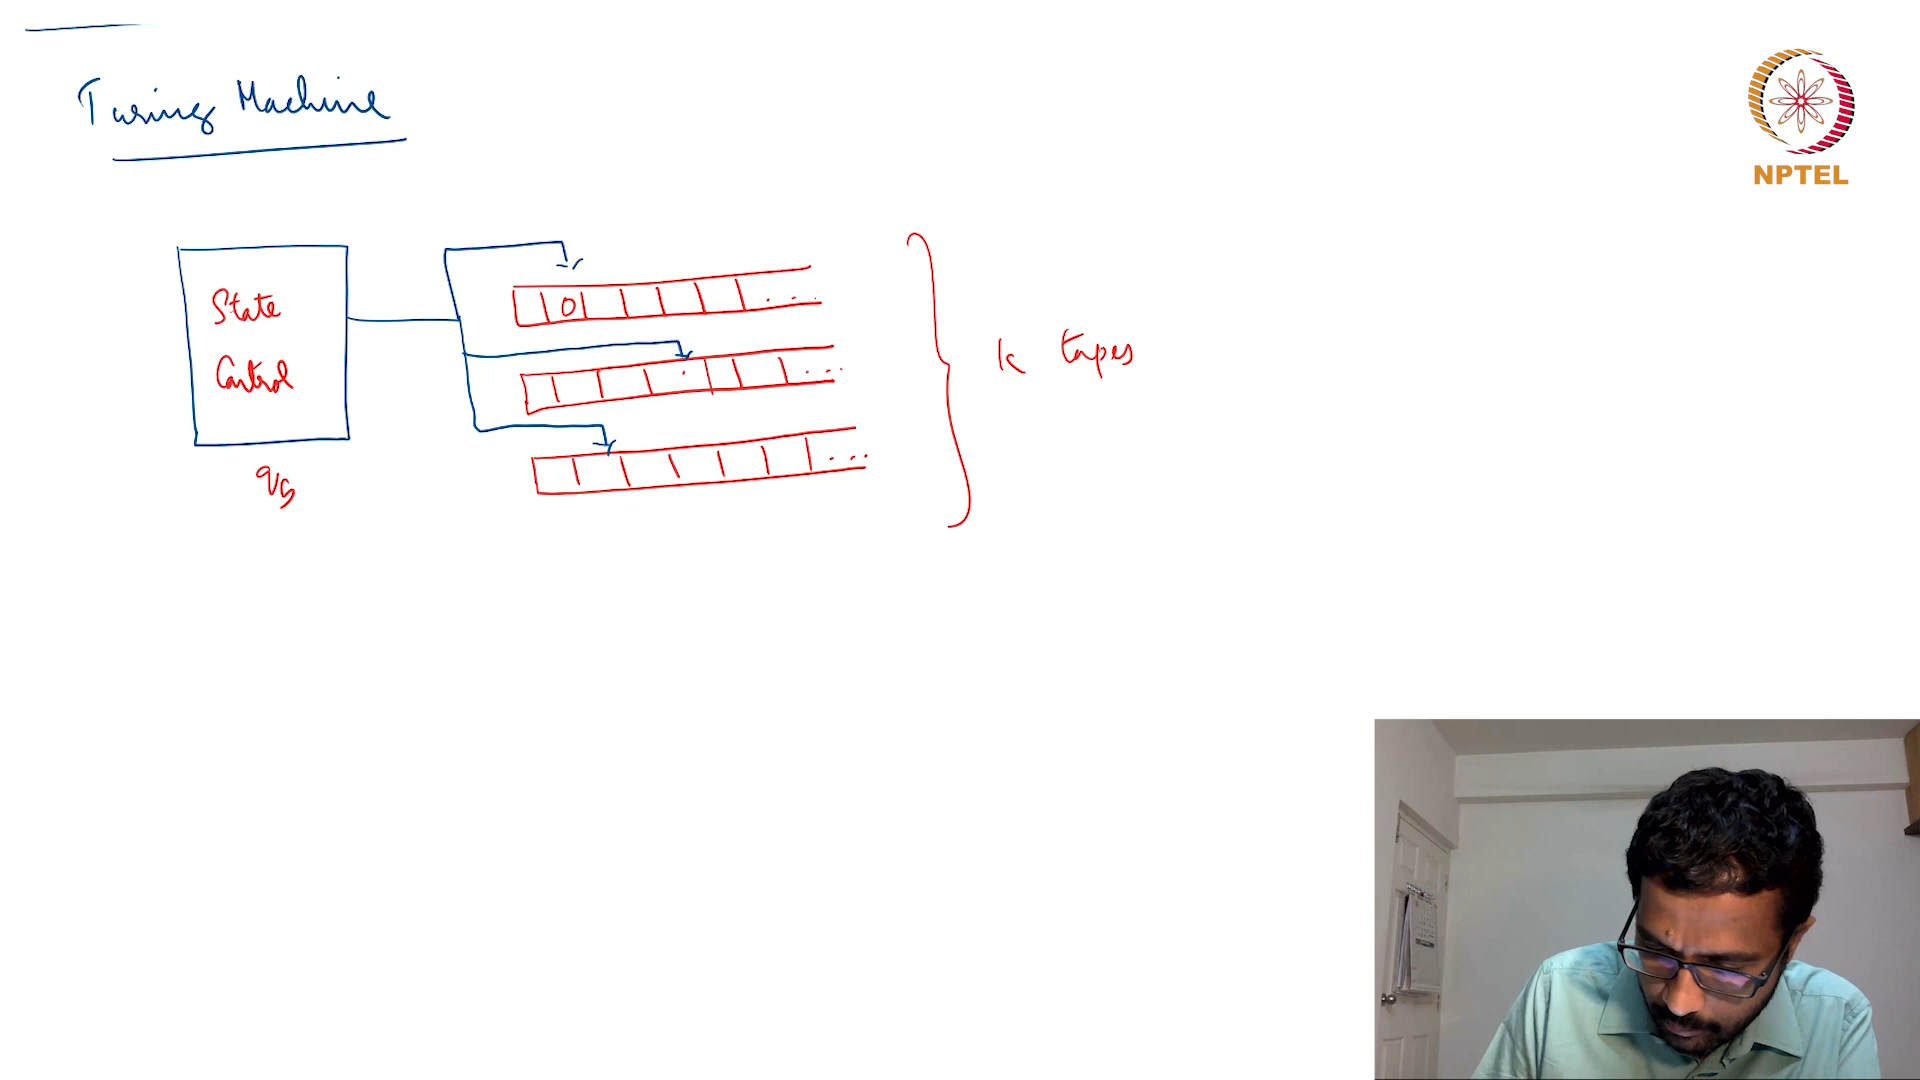 Turing Machine
NPTEL
State
Control
0
k tapes
q5